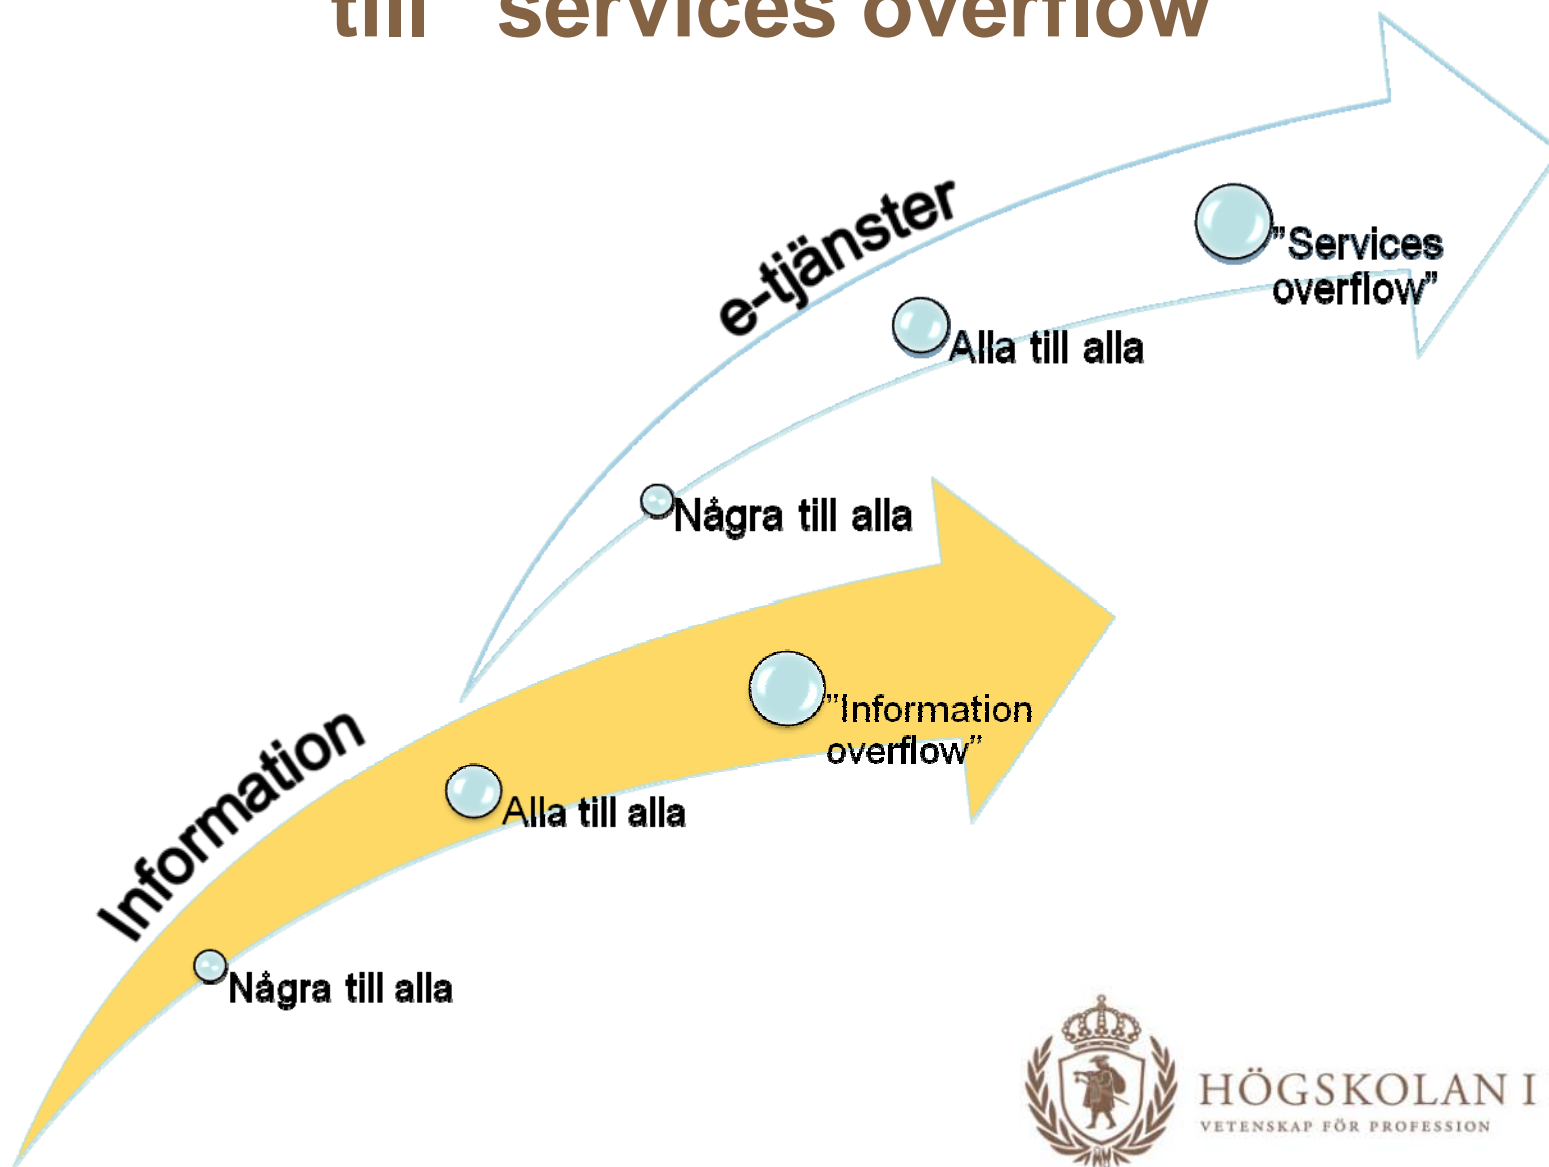 till "services overflow"
e-tjänster
"Services
overflow"
Alla till alla
Några till alla
Information
"Information
overflow"
Alla till alla
Några till alla
HÖGSKOLAN I
VETENSKAP FÖR PROFESSION